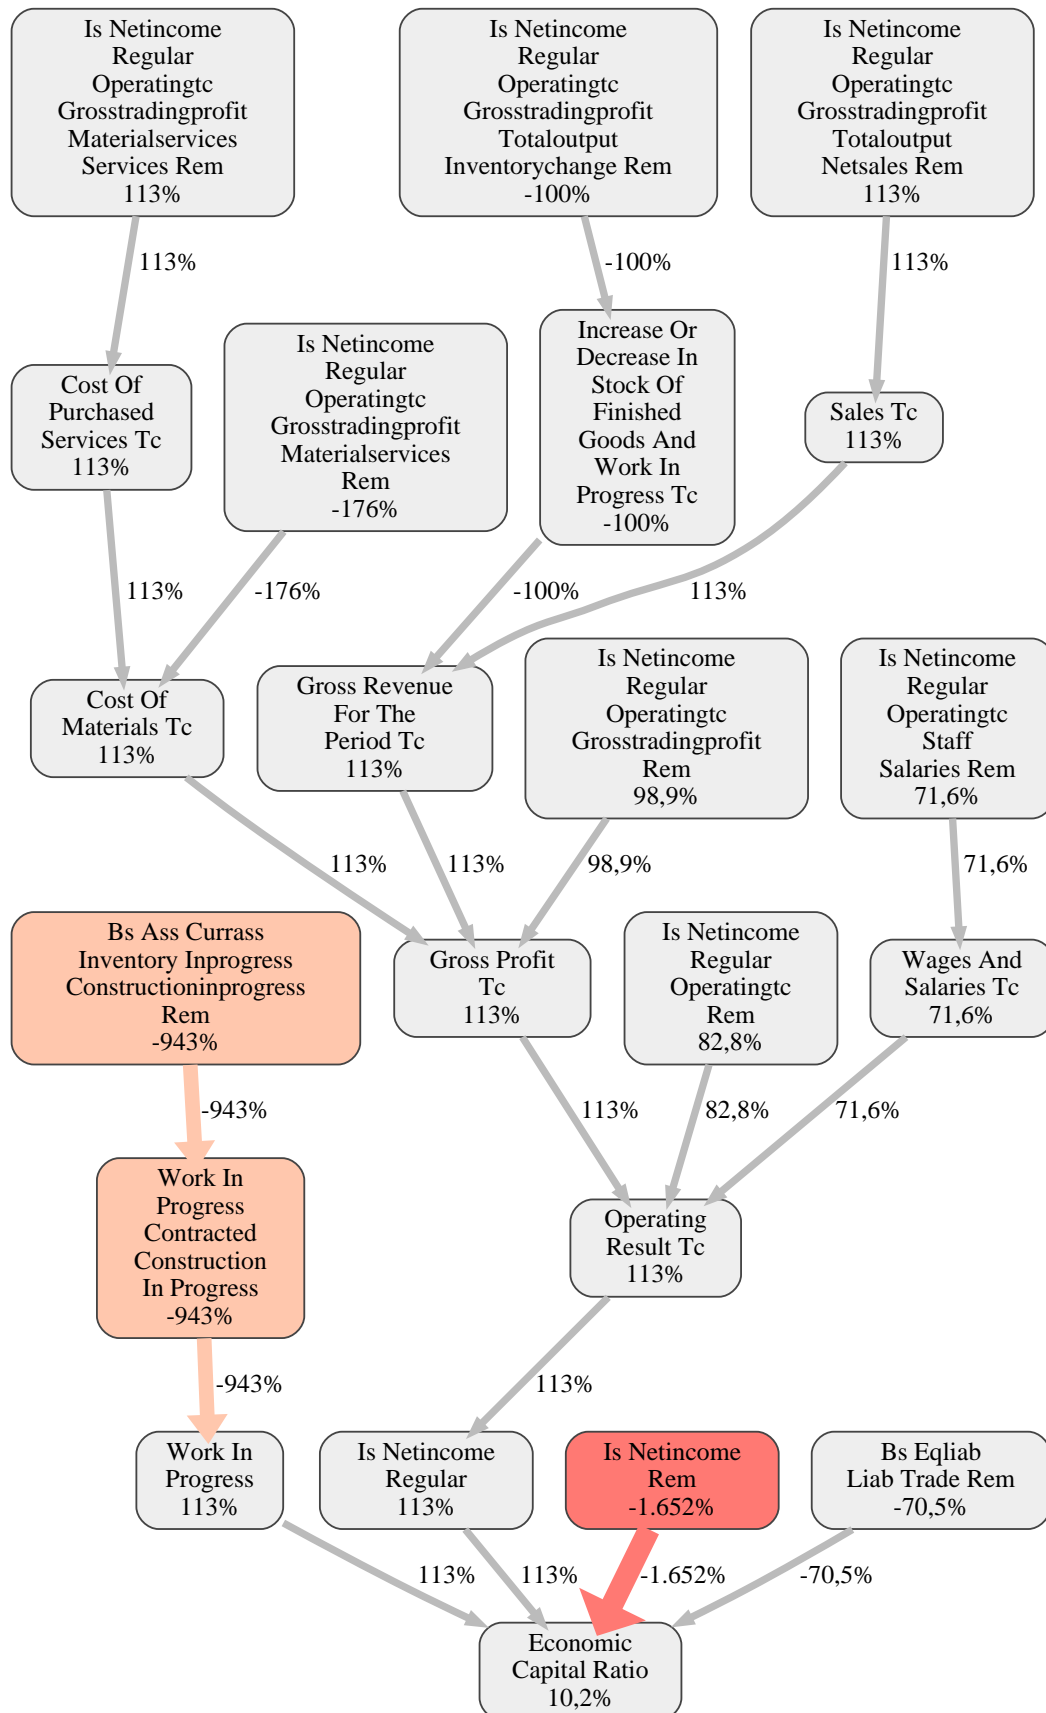 Is Netincome
Regular
Operatingtc
Grosstradingprofit
Materialservices
Services Rem
113%
Is Netincome
Regular
Operatingtc
Grosstradingprofit
Totaloutput
Inventorychange Rem
-100%
Is Netincome
Regular
Operatingtc
Grosstradingprofit
Totaloutput
Netsales Rem
113%
113%
-100%
113%
Cost Of
Purchased
Services Tc
113%
Is Netincome
Regular
Operatingtc
Grosstradingprofit
Materialservices
Rem
-176%
Increase Or
Decrease In
Stock Of
Finished
Goods And
Work In
Progress Tc
-100%
Sales Tc
113%
113%
-176%
-100%
113%
Cost Of
Materials Tc
113%
Gross Revenue
For The
Period Tc
113%
Is Netincome
Regular
Operatingtc
Grosstradingprofit
Rem
98,9%
Is Netincome
Regular
Operatingtc
Staff
Salaries Rem
71,6%
113%
113%
98,9%
71,6%
Bs Ass Currass
Inventory Inprogress
Constructioninprogress
Rem
-943%
Gross Profit
Tc
113%
Is Netincome
Regular
Operatingtc
Rem
82,8%
Wages And
Salaries Tc
71,6%
-943%
113%
82,8%
71,6%
Work In
Progress
Contracted
Construction
In Progress
-943%
Operating
Result Tc
113%
-943%
113%
Work In
Progress
113%
Is Netincome
Regular
113%
Is Netincome
Rem
-1.652%
Bs Eqliab
Liab Trade Rem
-70,5%
113%
113%
-1.652%
-70,5%
Economic
Capital Ratio
10,2%